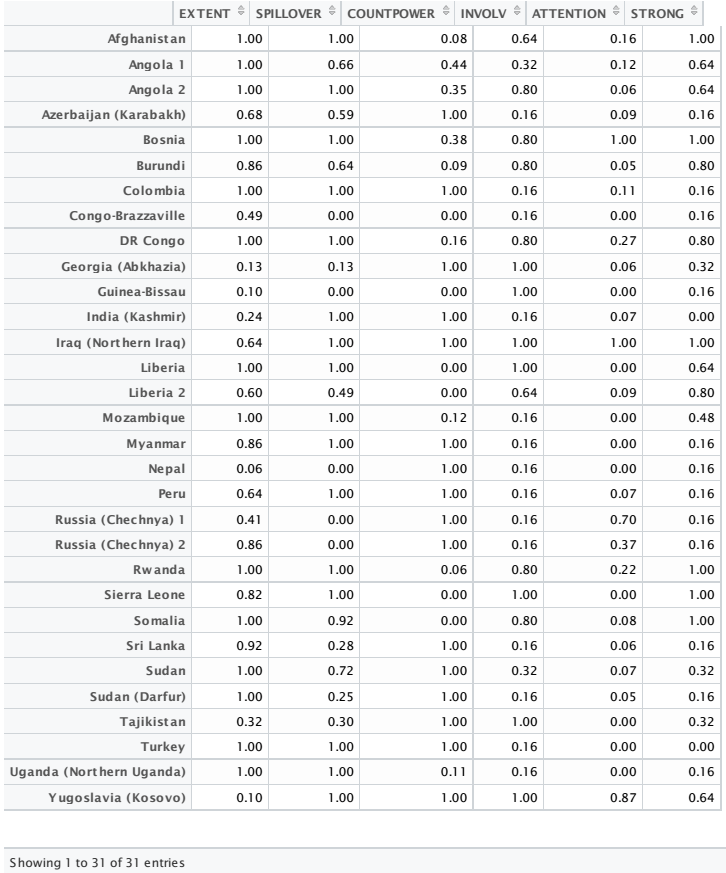 EXTENT SPILLOVER COUNTPOWER INVOLV ATTENTION STRONG
Afghanistan 1.00 1.00 0.08 0.64 0.16 1.00
Angola 1 1.00 0.66 0.44 0.32 0.12 0.64
Angola 2 1.00 1.00 0.35 0.80 0.06 0.64
Azerbaijan (Karabakh) 0.68 0.59 1.00 0.16 0.09 0.16
Bosnia 1.00 1.00 0.38 0.80 1.00 1.00
Burundi 0.86 0.64 0.09 0.80 0.05 0.80
Colombia 1.00 1.00 1.00 0.16 0.11 0.16
Congo-Brazzaville 0.49 0.00 0.00 0.16 0.00 0.16
DR Congo 1.00 1.00 0.16 0.80 0.27 0.80
Georgia (Abkhazia) 0.13 0.13 1.00 1.00 0.06 0.32
Guinea-Bissau 0.10 0.00 0.00 1.00 0.00 0.16
India (Kashmir) 0.24 1.00 1.00 0.16 0.07 0.00
Iraq (Northern Iraq) 0.64 1.00 1.00 1.00 1.00 1.00
Liberia 1.00 1.00 0.00 1.00 0.00 0.64
Liberia 2 0.60 0.49 0.00 0.64 0.09 0.80
Mozambique 1.00 1.00 0.12 0.16 0.00 0.48
Myanmar 0.86 1.00 1.00 0.16 0.00 0.16
Nepal 0.06 0.00 1.00 0.16 0.00 0.16
Peru 0.64 1.00 1.00 0.16 0.07 0.16
Russia (Chechnya) 1 0.41 0.00 1.00 0.16 0.70 0.16
Russia (Chechnya) 2 0.86 0.00 1.00 0.16 0.37 0.16
Rwanda 1.00 1.00 0.06 0.80 0.22 1.00
Sierra Leone 0.82 1.00 0.00 1.00 0.00 1.00
Somalia 1.00 0.92 0.00 0.80 0.08 1.00
Sri Lanka 0.92 0.28 1.00 0.16 0.06 0.16
Sudan 1.00 0.72 1.00 0.32 0.07 0.32
Sudan (Darfur) 1.00 0.25 1.00 0.16 0.05 0.16
Tajikistan 0.32 0.30 1.00 1.00 0.00 0.32
Turkey 1.00 1.00 1.00 0.16 0.00 0.00
Uganda (Northern Uganda) 1.00 1.00 0.11 0.16 0.00 0.16
Yugoslavia (Kosovo) 0.10 1.00 1.00 1.00 0.87 0.64
Showing 1 to 31 of 31 entries